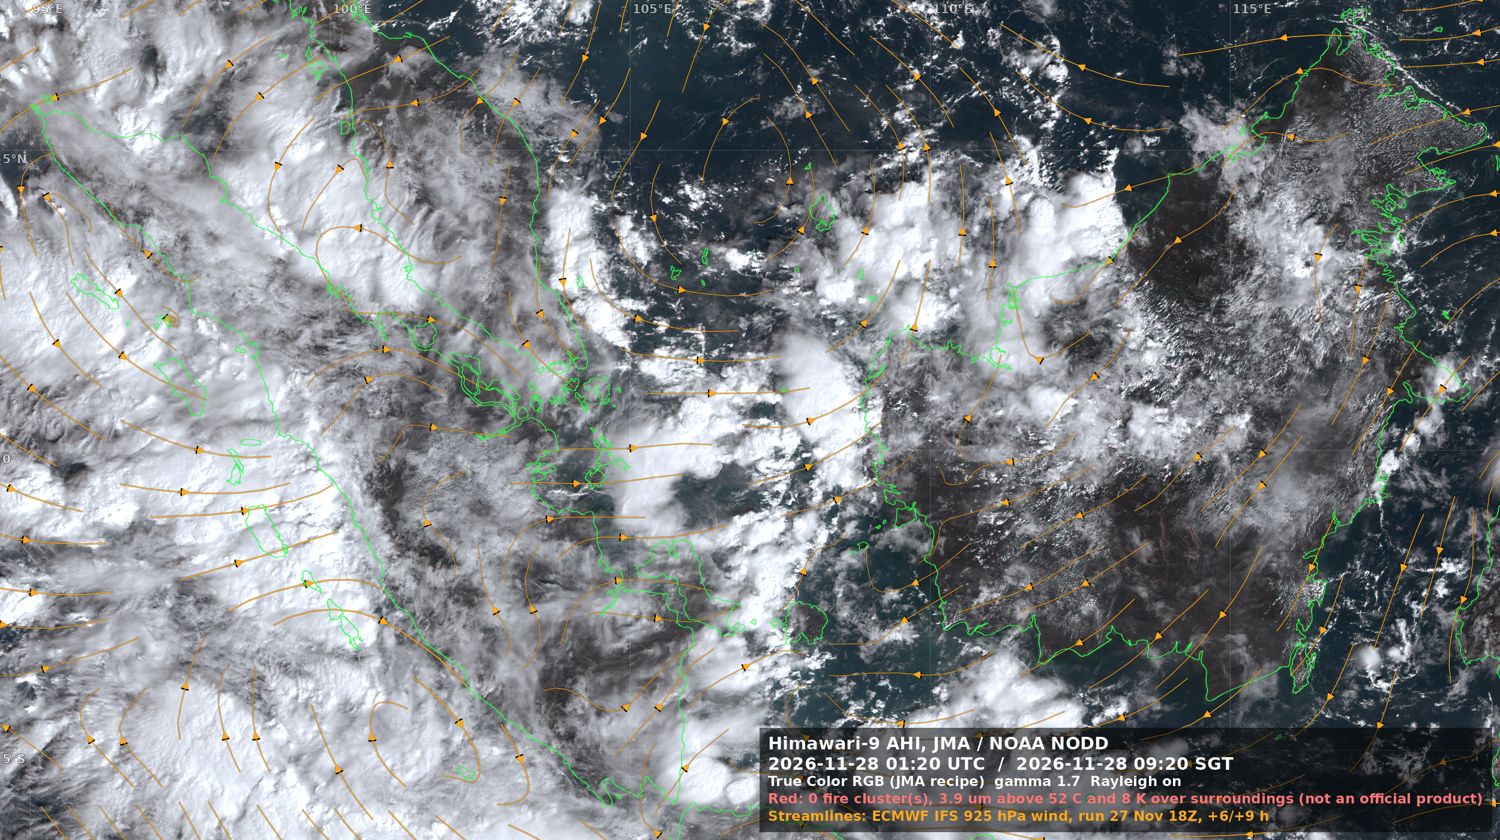 95°E
100°E
105°E
110°E
115°E
5°N
0°
5°S
Himawari-9 AHI, JMA / NOAA NODD
2026-11-28 01:20 UTC / 2026-11-28 09:20 SGT
True Color RGB (JMA recipe) gamma 1.7 Rayleigh on
Red: 0 fire cluster(s), 3.9 um above 52 C and 8 K over surroundings (not an official product)
Streamlines: ECMWF IFS 925 hPa wind, run 27 Nov 18Z, +6/+9 h